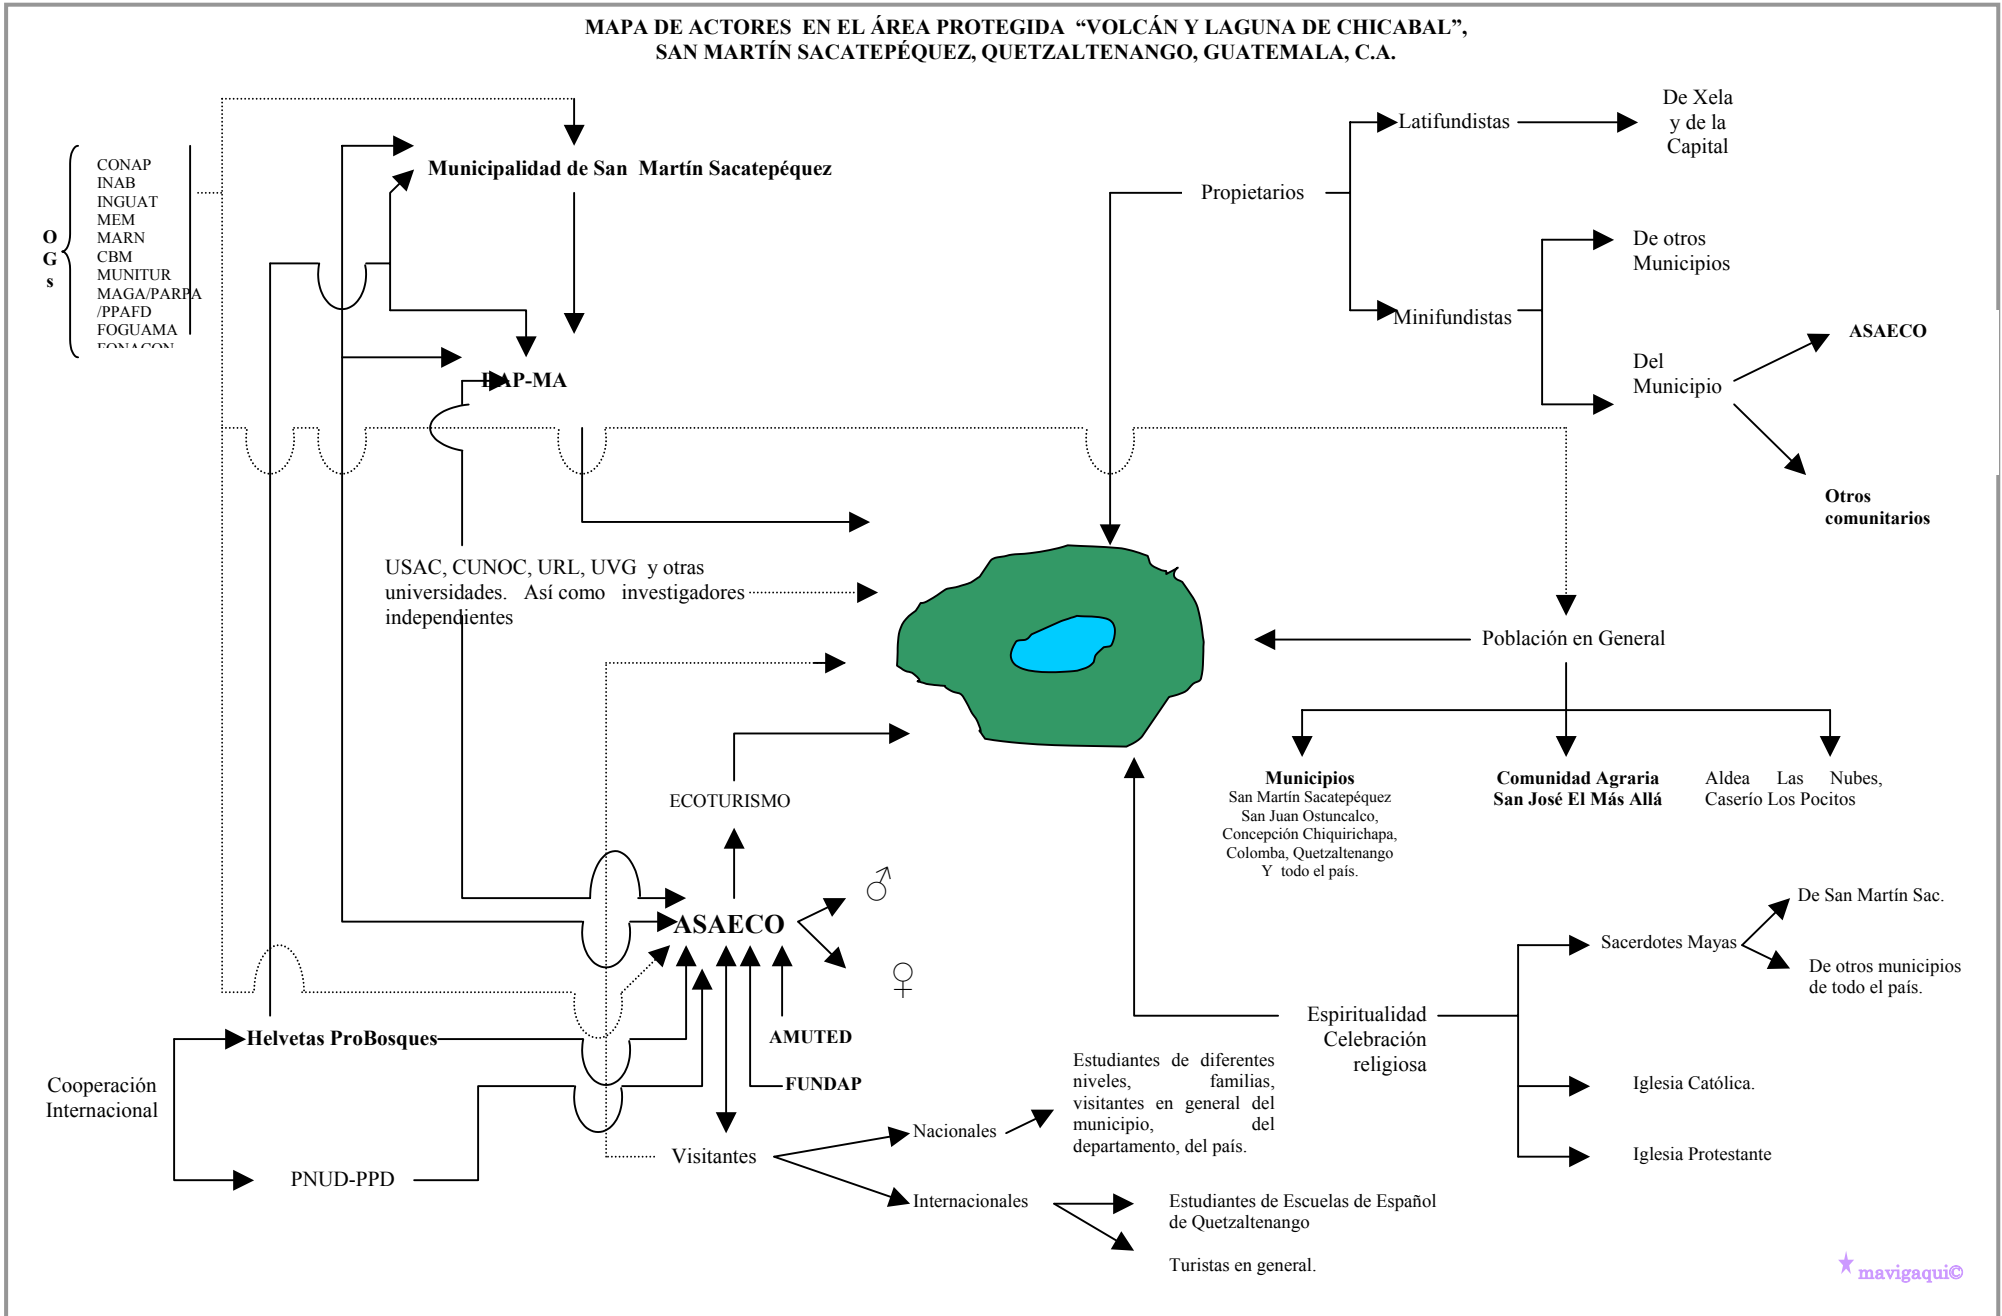 MAPA DE ACTORES EN EL ÁREA PROTEGIDA “VOLCÁN Y LAGUNA DE CHICABAL”,
SAN MARTÍN SACATEPÉQUEZ, QUETZALTENANGO, GUATEMALA, C.A.
O
G
s
CONAP
INAB
INGUAT
MEM
MARN
CBM
MUNITUR
MAGA/PARPA
/PPAFD
FOGUAMA
Municipalidad de San Martín Sacatepéquez
USAC, CUNOC, URL, UVG y otras
universidades. Así como investigadores
independientes
Propietarios
Latifundistas
De Xela
y de la
Capital
Minifundistas
De otros
Municipios
Del
Municipio
ASAECO
Otros
comunitarios
Población en General
Municipios
San Martín Sacatepéquez
San Juan Ostuncalco,
Concepción Chiquirichapa,
Colomba, Quetzaltenango
Y todo el país.
Comunidad Agraria
San José El Más Allá
Aldea Las Nubes,
Caserío Los Pocitos
ECOTURISMO
ASAECO
♂
♀
AMUTED
FUNDAP
Helvetas ProBosques
Cooperación
Internacional
PNUD-PPD
Visitantes
Nacionales
Estudiantes de diferentes
niveles, familias,
visitantes en general del
municipio, del
departamento, del país.
Internacionales
Estudiantes de Escuelas de Español
de Quetzaltenango
Turistas en general.
Espiritualidad
Celebración
religiosa
Sacerdotes Mayas
De San Martín Sac.
De otros municipios
de todo el país.
Iglesia Católica.
Iglesia Protestante
mavigaqui©